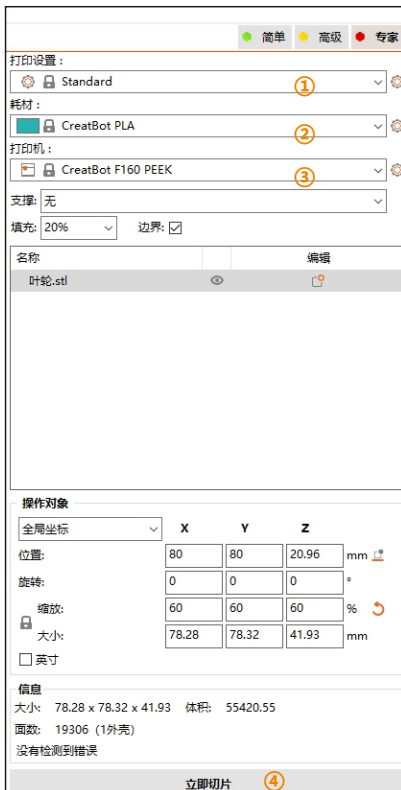 简单 高级 专家
打印设置：
Standard ①
耗材：
CreatBot PLA ②
打印机：
CreatBot F160 PEEK ③
支撑: 无
填充: 20% 边界:
名称 编辑
叶轮.stl
操作对象
全局坐标 X Y Z
位置: 80 80 20.96 mm
旋转: 0 0 0 °
缩放: 60 60 60 %
大小: 78.28 78.32 41.93 mm
英寸
信息
大小: 78.28 x 78.32 x 41.93 体积: 55420.55
面数: 19306 (1外壳)
没有检测到错误
立即切片 ④